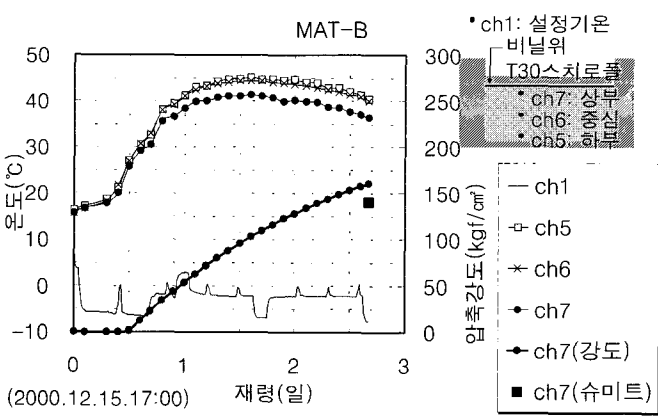 MAT-B
•ch1: 설정기온
비닐위
T30스치로폴
•ch7: 상부
•ch6: 중심
•ch5: 하부
온도(℃)
50
40
30
20
10
0
-10
300
250
200
150
100
50
0
압축강도(kgf/㎠)
0
1
2
3
재령(일)
(2000.12.15.17:00)
ch1
ch5
ch6
ch7
ch7(강도)
ch7(슈미트)